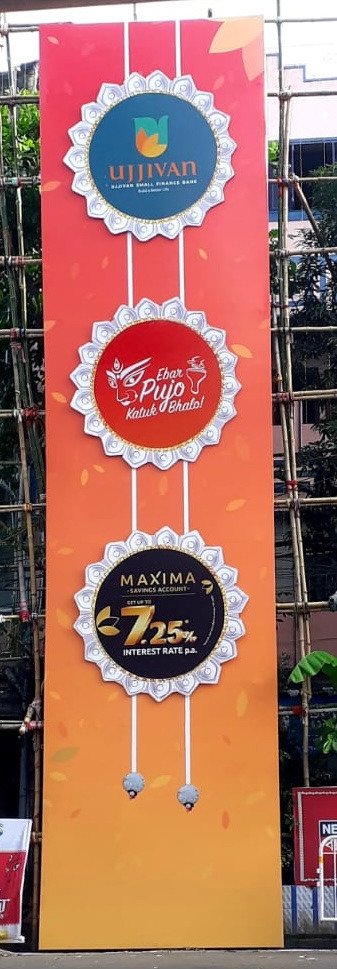 UJJIVAN
UJJIVAN SMALL FINANCE BANK
Build a Better Life
Ebar
Pujo
Katuk Bhalo!
MAXIMA
-SAVINGS ACCOUNT-
GET UP TO
7.25%*
INTEREST RATE p.a.
NE